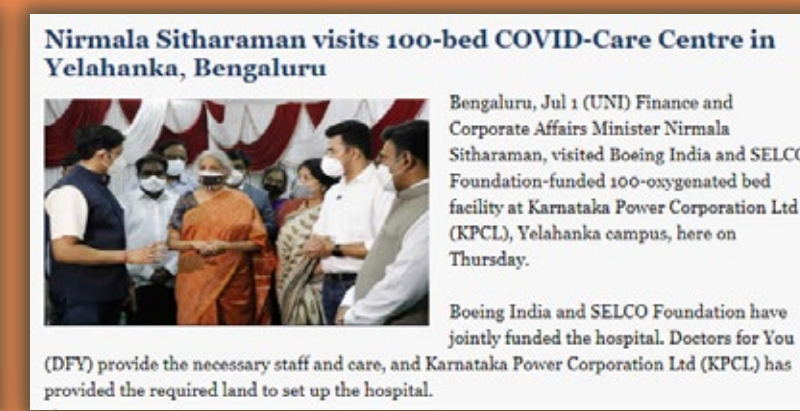 Nirmala Sitharaman visits 100-bed COVID-Care Centre in
Yelahanka, Bengaluru
Bengaluru, Jul 1 (UNI) Finance and
Corporate Affairs Minister Nirmala
Sitharaman, visited Boeing India and SELCO
Foundation-funded 100-oxygenated bed
facility at Karnataka Power Corporation Ltd
(KPCL), Yelahanka campus, here on
Thursday.
Boeing India and SELCO Foundation have
jointly funded the hospital. Doctors for You
(DFY) provide the necessary staff and care, and Karnataka Power Corporation Ltd (KPCL) has
provided the required land to set up the hospital.